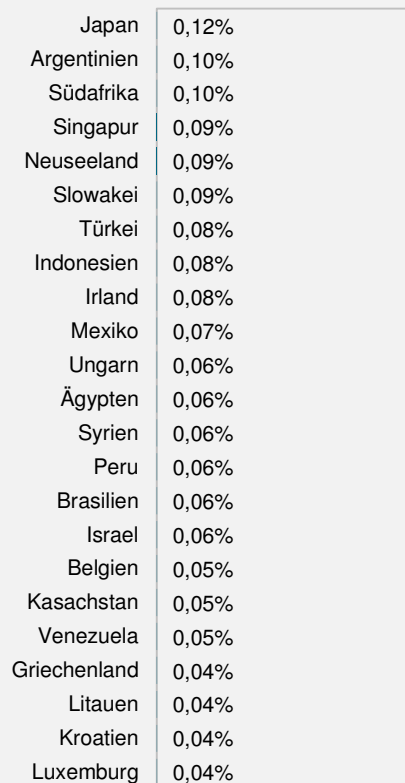 Japan 0,12%
Argentinien 0,10%
Südafrika 0,10%
Singapur 0,09%
Neuseeland 0,09%
Slowakei 0,09%
Türkei 0,08%
Indonesien 0,08%
Irland 0,08%
Mexiko 0,07%
Ungarn 0,06%
Ägypten 0,06%
Syrien 0,06%
Peru 0,06%
Brasilien 0,06%
Israel 0,06%
Belgien 0,05%
Kasachstan 0,05%
Venezuela 0,05%
Griechenland 0,04%
Litauen 0,04%
Kroatien 0,04%
Luxemburg 0,04%